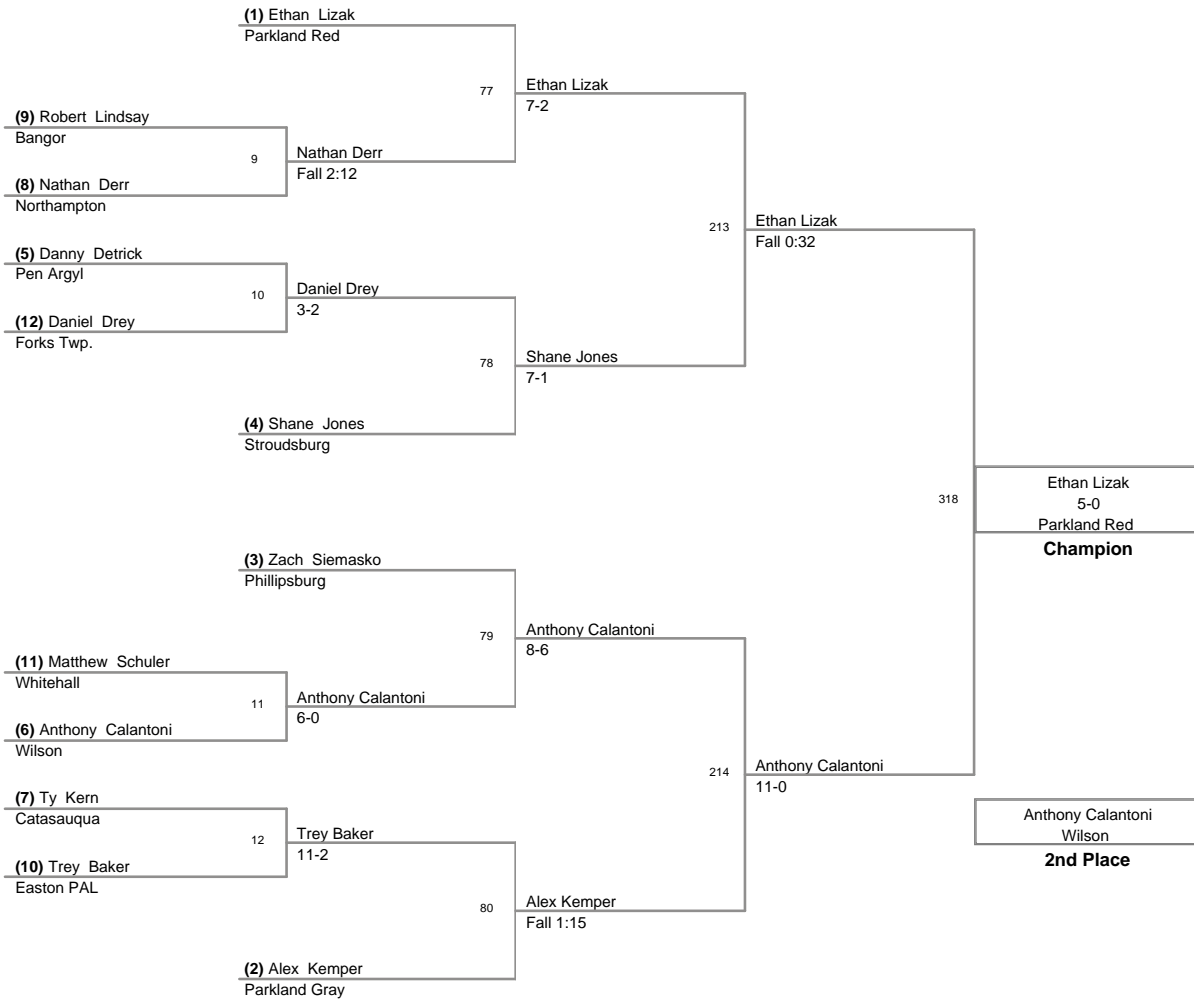 (1) Ethan Lizak
Parkland Red
77
Ethan Lizak
7-2
(9) Robert Lindsay
Bangor
9
Nathan Derr
Fall 2:12
(8) Nathan Derr
Northampton
213
Ethan Lizak
Fall 0:32
(5) Danny Detrick
Pen Argyl
10
Daniel Drey
3-2
(12) Daniel Drey
Forks Twp.
78
Shane Jones
7-1
(4) Shane Jones
Stroudsburg
318
Ethan Lizak
5-0
Parkland Red
Champion
(3) Zach Siemasko
Phillipsburg
79
Anthony Calantoni
8-6
(11) Matthew Schuler
Whitehall
11
Anthony Calantoni
6-0
(6) Anthony Calantoni
Wilson
214
Anthony Calantoni
11-0
(7) Ty Kern
Catasauqua
12
Trey Baker
11-2
(10) Trey Baker
Easton PAL
Anthony Calantoni
Wilson
2nd Place
80
Alex Kemper
Fall 1:15
(2) Alex Kemper
Parkland Gray